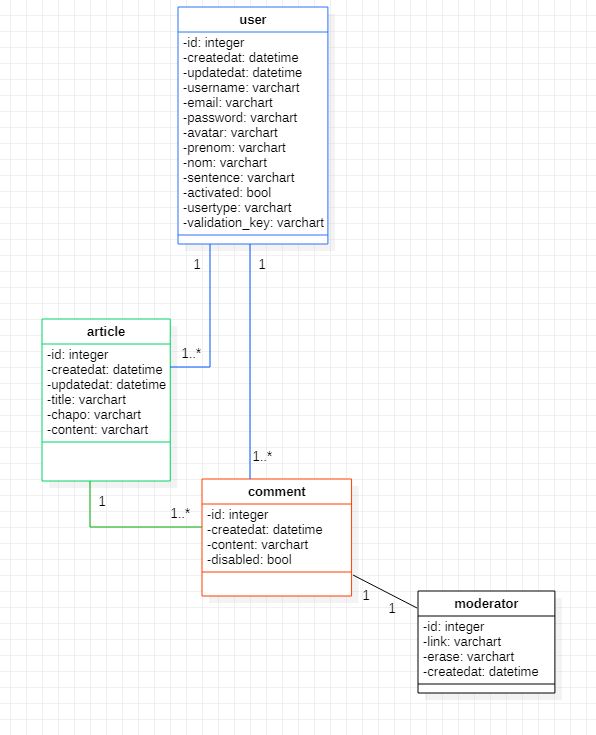 user
-id: integer
-createdat: datetime
-updatedat: datetime
-username: varchart
-email: varchart
-password: varchart
-avatar: varchart
-prenom: varchart
-nom: varchart
-sentence: varchart
-activated: bool
-usertype: varchart
-validation_key: varchart
1
1
article
-id: integer
-createdat: datetime
-updatedat: datetime
-title: varchart
-chapo: varchart
-content: varchart
1..*
1..*
1
1..*
comment
-id: integer
-createdat: datetime
-content: varchart
-disabled: bool
1
1
moderator
-id: integer
-link: varchart
-erase: varchart
-createdat: datetime